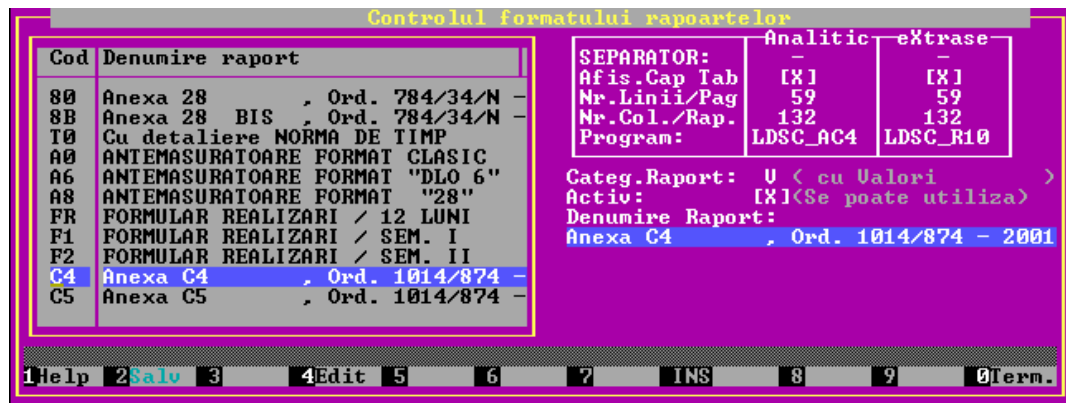 Controlul formatului rapoartelor
Cod Denumire raport
80 Anexa 28 , Ord. 784/34/N -
8B Anexa 28 BIS , Ord. 784/34/N -
T0 Cu detaliere NORMA DE TIMP
A0 ANTEMASURATOARE FORMAT CLASIC
A6 ANTEMASURATOARE FORMAT "DLO 6"
A8 ANTEMASURATOARE FORMAT "28"
FR FORMULAR REALIZARI / 12 LUNI
F1 FORMULAR REALIZARI / SEM. I
F2 FORMULAR REALIZARI / SEM. II
C4 Anexa C4 , Ord. 1014/874 -
C5 Anexa C5 , Ord. 1014/874 -
Analitic eXtrase
SEPARATOR: - -
Afis.Cap Tab [X] [X]
Nr.Linii/Pag 59 59
Nr.Col./Rap. 132 132
Program: LDSC_AC4 LDSC_R10
Categ.Raport: V ( cu Valori )
Activ: [X](Se poate utiliza)
Denumire Raport:
Anexa C4 , Ord. 1014/874 - 2001
1Help 2Salv 3 4Edit 5 6 7 INS 8 9 0Term.